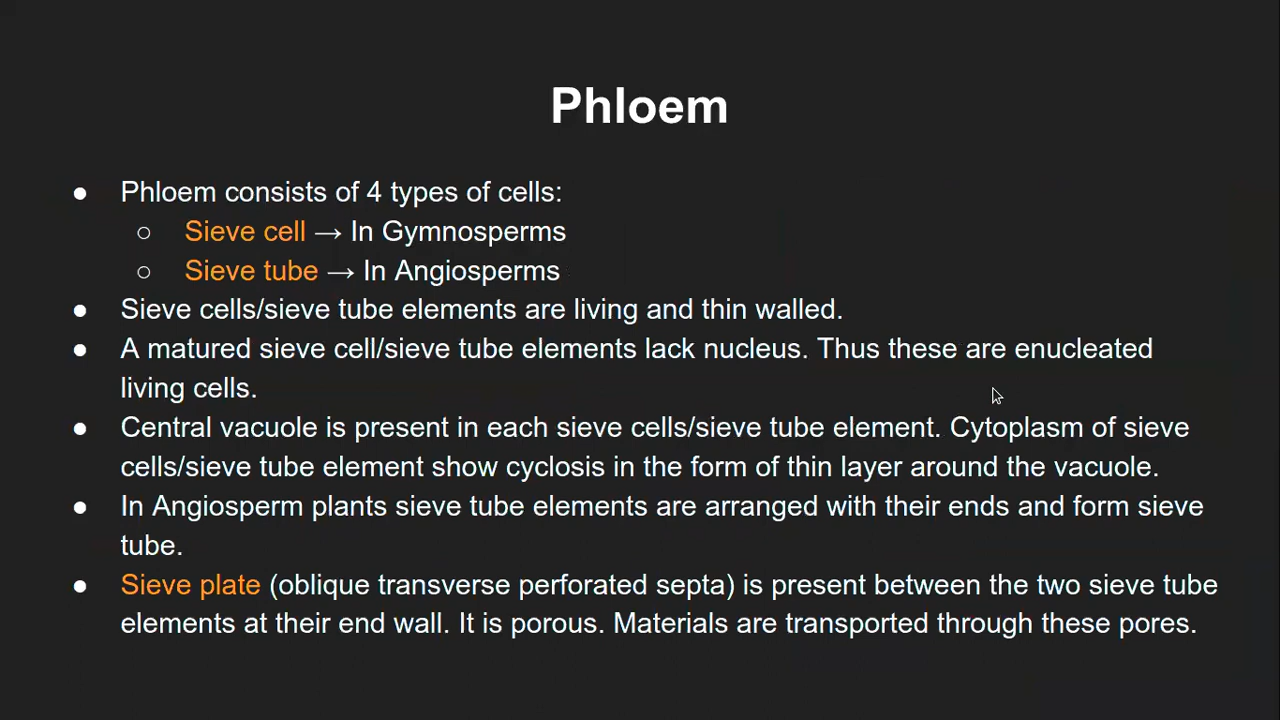 Phloem
● Phloem consists of 4 types of cells:
○ Sieve cell → In Gymnosperms
○ Sieve tube → In Angiosperms
● Sieve cells/sieve tube elements are living and thin walled.
● A matured sieve cell/sieve tube elements lack nucleus. Thus these are enucleated
living cells.
● Central vacuole is present in each sieve cells/sieve tube element. Cytoplasm of sieve
cells/sieve tube element show cyclosis in the form of thin layer around the vacuole.
● In Angiosperm plants sieve tube elements are arranged with their ends and form sieve
tube.
● Sieve plate (oblique transverse perforated septa) is present between the two sieve tube
elements at their end wall. It is porous. Materials are transported through these pores.